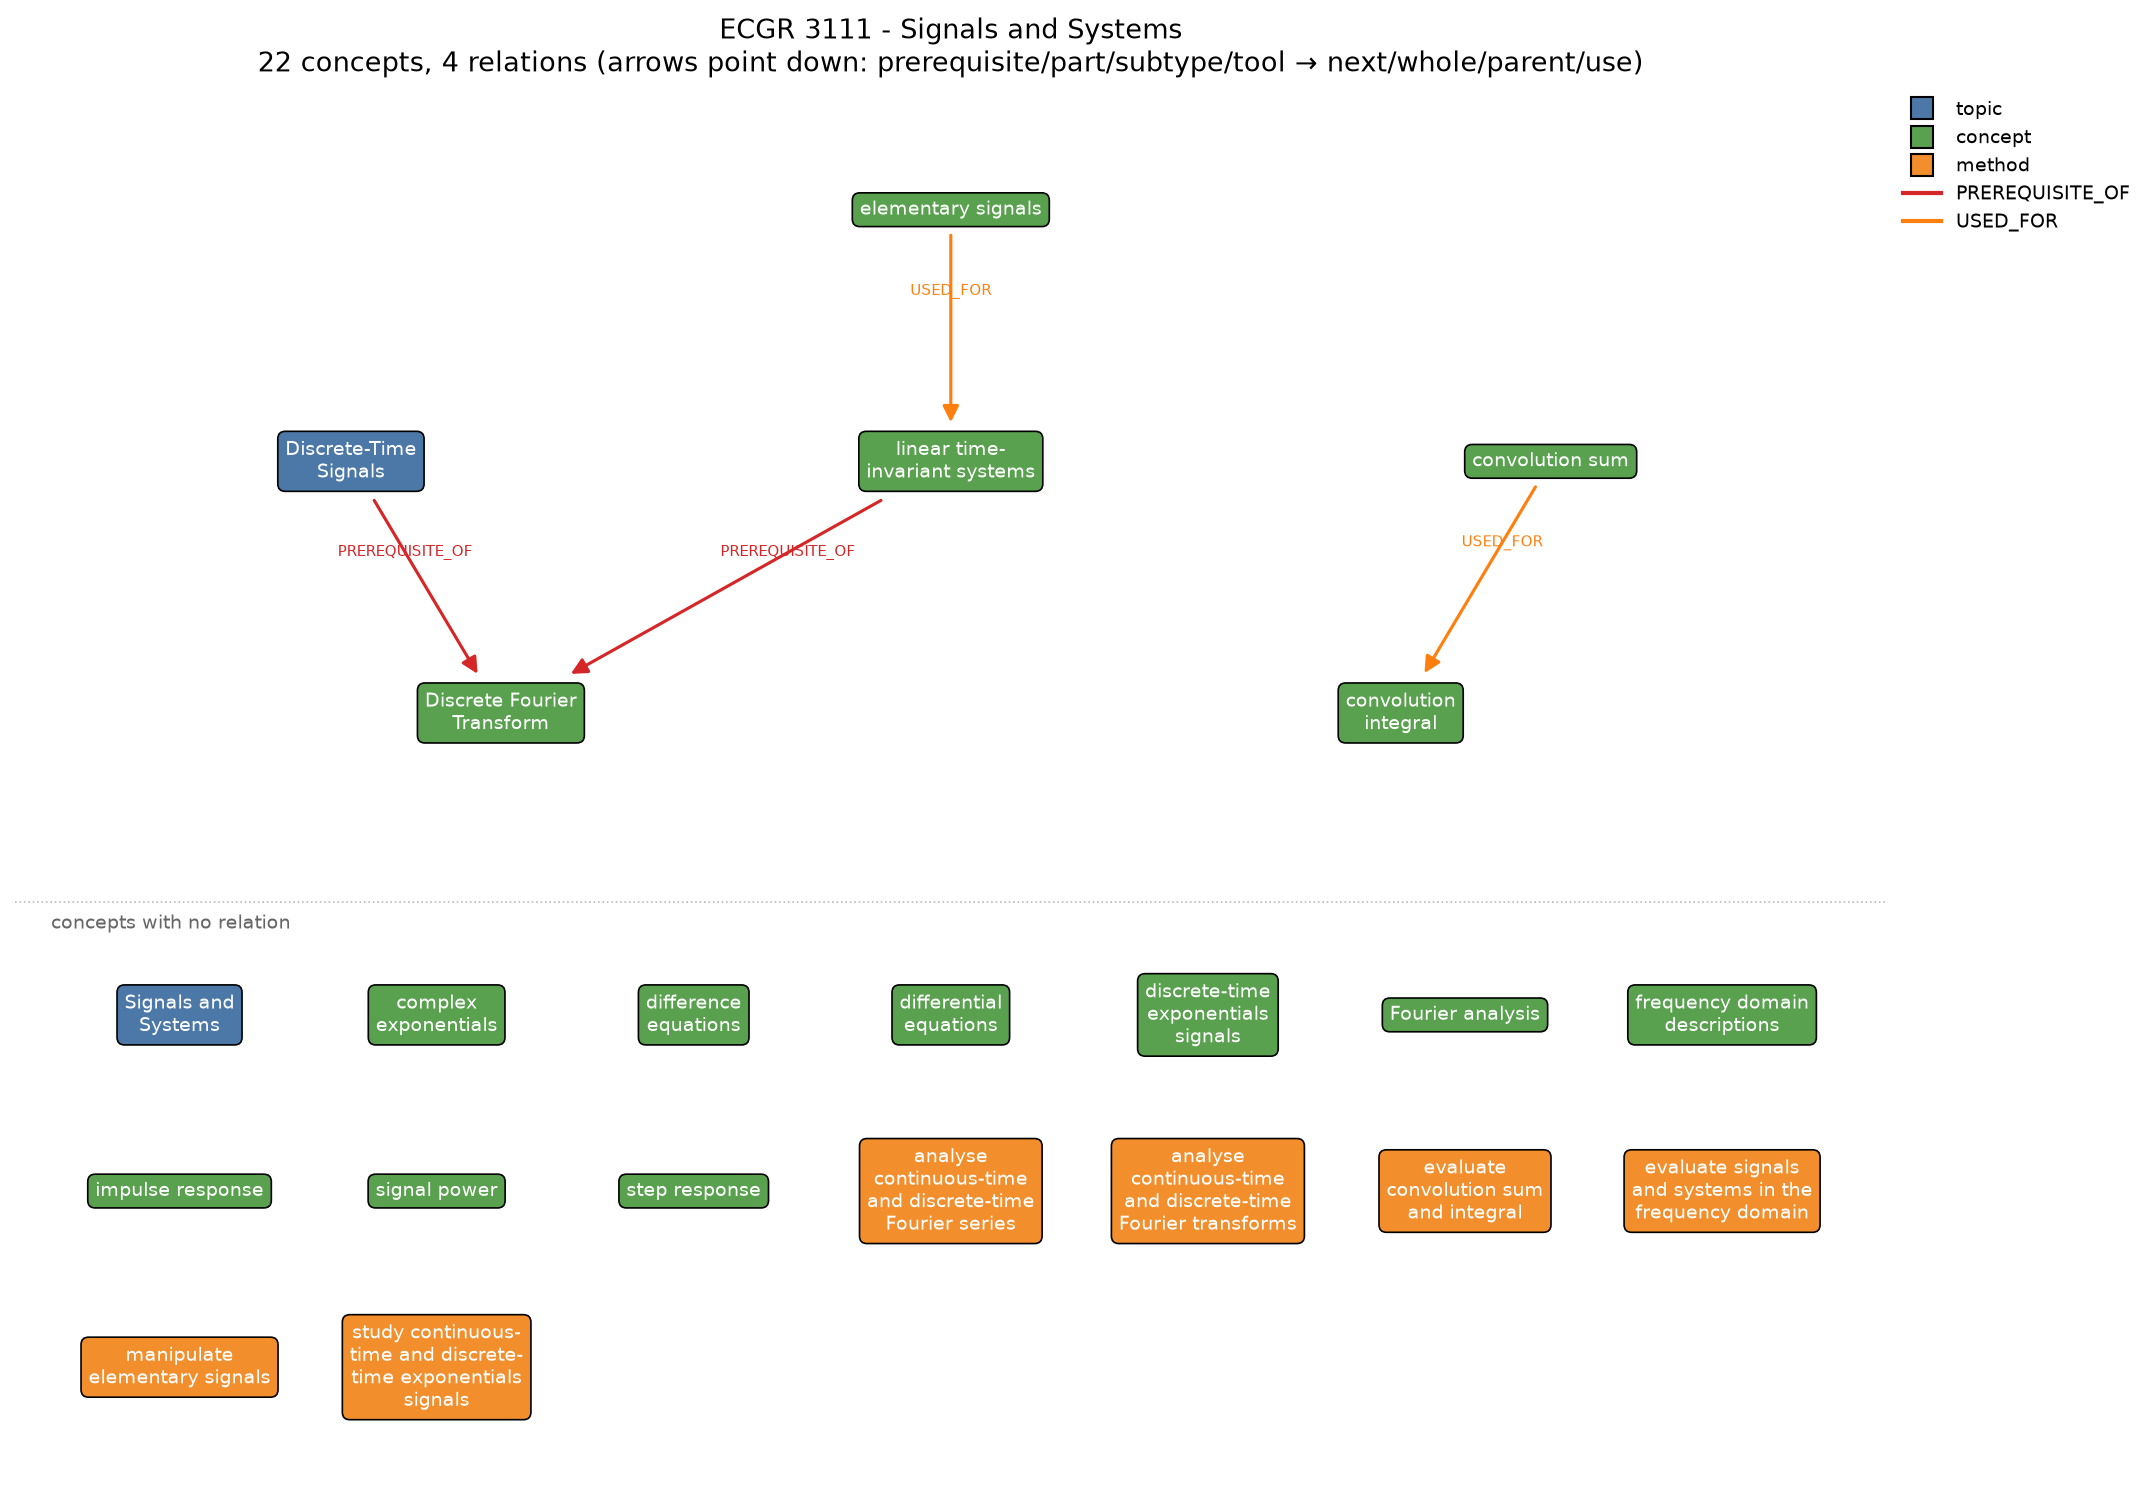 ECGR 3111 - Signals and Systems
22 concepts, 4 relations (arrows point down: prerequisite/part/subtype/tool → next/whole/parent/use)
topic
concept
method
PREREQUISITE_OF
USED_FOR
elementary signals
USED_FOR
Discrete-Time
Signals
linear time-
invariant systems
convolution sum
PREREQUISITE_OF
PREREQUISITE_OF
USED_FOR
Discrete Fourier
Transform
convolution
integral
concepts with no relation
Signals and
Systems
complex
exponentials
difference
equations
differential
equations
discrete-time
exponentials
signals
Fourier analysis
frequency domain
descriptions
impulse response
signal power
step response
analyse
continuous-time
and discrete-time
Fourier series
analyse
continuous-time
and discrete-time
Fourier transforms
evaluate
convolution sum
and integral
evaluate signals
and systems in the
frequency domain
manipulate
elementary signals
study continuous-
time and discrete-
time exponentials
signals